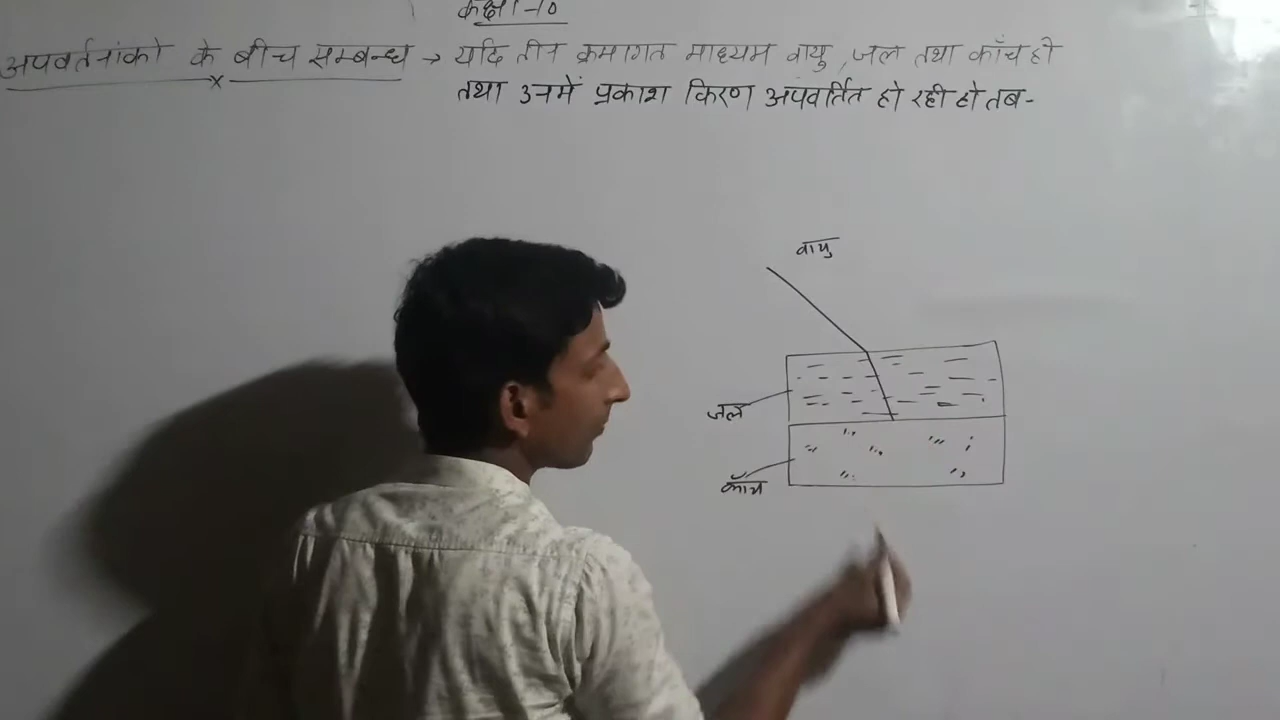 कक्षा-10
अपवर्तनांको के बीच सम्बन्ध → यदि तीन क्रमागत माध्यम वायु, जल तथा काँच हो
तथा उनमें प्रकाश किरण अपवर्तित हो रही हो तब-
वायु
जल
काँच